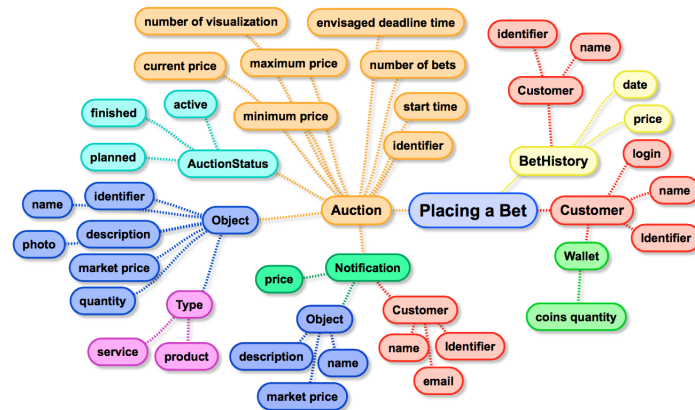 number of visualization
envisaged deadline time
identifier
name
current price
maximum price
number of bets
Customer
date
active
finished
minimum price
start time
price
planned
AuctionStatus
identifier
BetHistory
login
name
identifier
name
Object
Auction
Placing a Bet
Customer
photo
description
Identifier
market price
Notification
Wallet
quantity
price
Type
Object
Customer
coins quantity
service
product
description
name
name
Identifier
market price
email